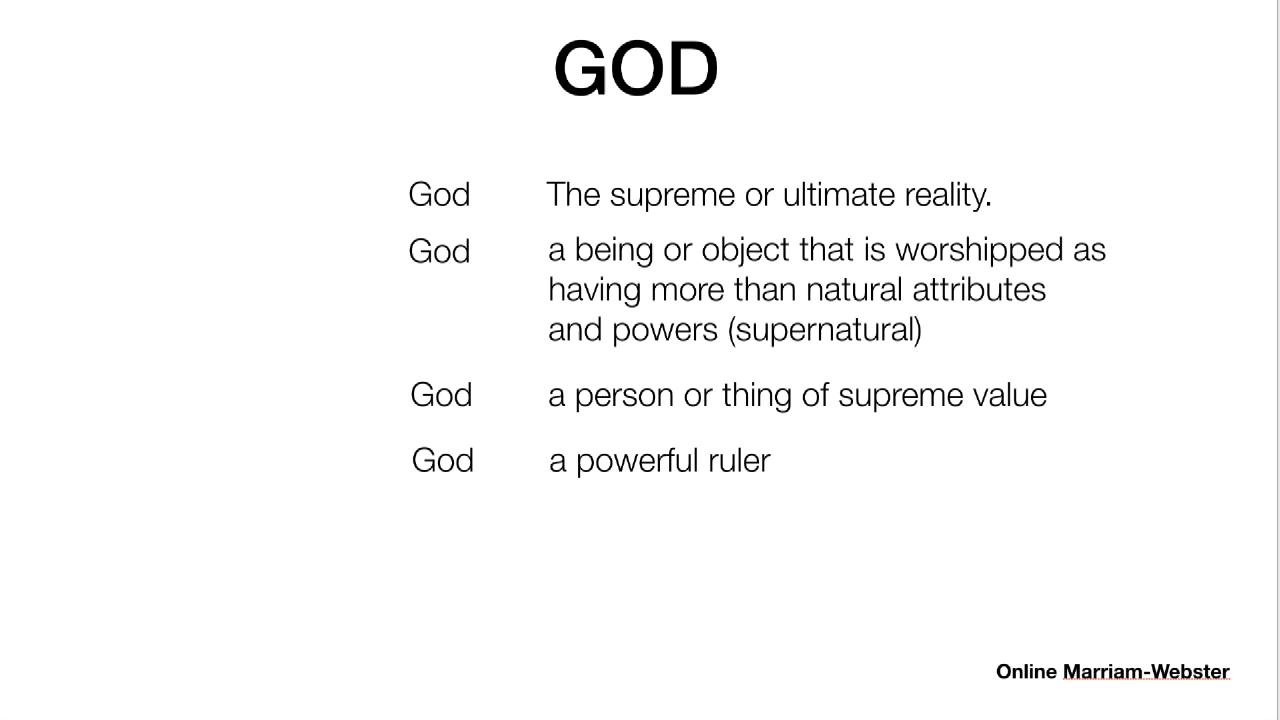 GOD
God The supreme or ultimate reality.
God a being or object that is worshipped as
having more than natural attributes
and powers (supernatural)
God a person or thing of supreme value
God a powerful ruler
Online Marriam-Webster